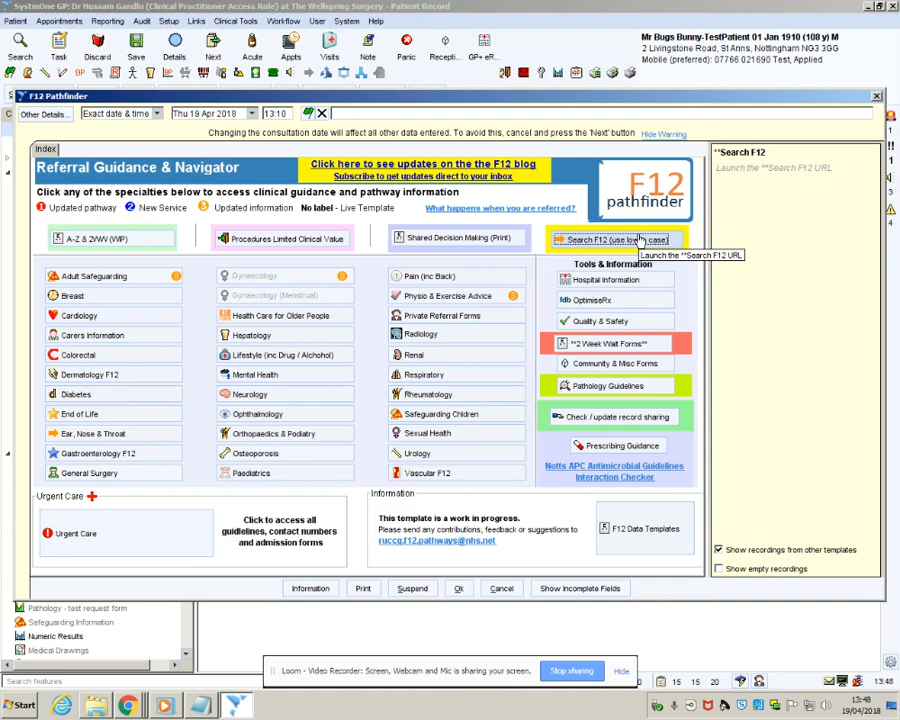 SystmOne GP: Dr Hussain Gandhi (Clinical Practitioner Access Role) at The Wellspring Surgery - Patient Record
Patient Appointments Reporting Audit Setup Links Clinical Tools Workflow User System Help
Search Task Discard Save Details Next Acute Appts Visits Note Panic Recepti... GP+ eR...
Mr Bugs Bunny-TestPatient 01 Jan 1910 (108 y) M
2 Livingstone Road, St Anns, Nottingham NG3 3GG
Mobile (preferred): 07766 021690 Test, Applied
F12 Pathfinder
Other Details... Exact date & time Thu 19 Apr 2018 13:10
Changing the consultation date will affect all other data entered. To avoid this, cancel and press the 'Next' button Hide Warning
Index
Referral Guidance & Navigator
Click here to see updates on the the F12 blog
Subscribe to get updates direct to your inbox
Click any of the specialties below to access clinical guidance and pathway information
1 Updated pathway 2 New Service 3 Updated information No label - Live Template
What happens when you are referred?
F12
pathfinder
A-Z & 2WW (WIP)
Procedures Limited Clinical Value
Shared Decision Making (Print)
Search F12 (use lower case)
Launch the **Search F12 URL
Adult Safeguarding
Breast
Cardiology
Carers Information
Colorectal
Dermatology F12
Diabetes
End of Life
Ear, Nose & Throat
Gastroenterology F12
General Surgery
Gynaecology
Gynaecology (Menstrual)
Health Care for Older People
Hepatology
Lifestyle (inc Drug / Alcohol)
Mental Health
Neurology
Ophthalmology
Orthopaedics & Podiatry
Osteoporosis
Paediatrics
Pain (inc Back)
Physio & Exercise Advice
Private Referral Forms
Radiology
Renal
Respiratory
Rheumatology
Safeguarding Children
Sexual Health
Urology
Vascular F12
Tools & Information
Hospital Information
fdb OptimiseRx
Quality & Safety
**2 Week Wait Forms**
Community & Misc Forms
Pathology Guidelines
Check / update record sharing
Prescribing Guidance
Notts APC Antimicrobial Guidelines
Interaction Checker
Urgent Care
Urgent Care
Click to access all
guidelines, contact numbers
and admission forms
Information
This template is a work in progress.
Please send any contributions, feedback or suggestions to
ruccg.f12.pathways@nhs.net
F12 Data Templates
**Search F12
Launch the **Search F12 URL
Show recordings from other templates
Show empty recordings
Information Print Suspend Ok Cancel Show Incomplete Fields
Pathology - test request form
Safeguarding Information
Numeric Results
Medical Drawings
Search features
Loom - Video Recorder: Screen, Webcam and Mic is sharing your screen. Stop sharing Hide
15 15 20
13:48
Start
13:48
19/04/2018